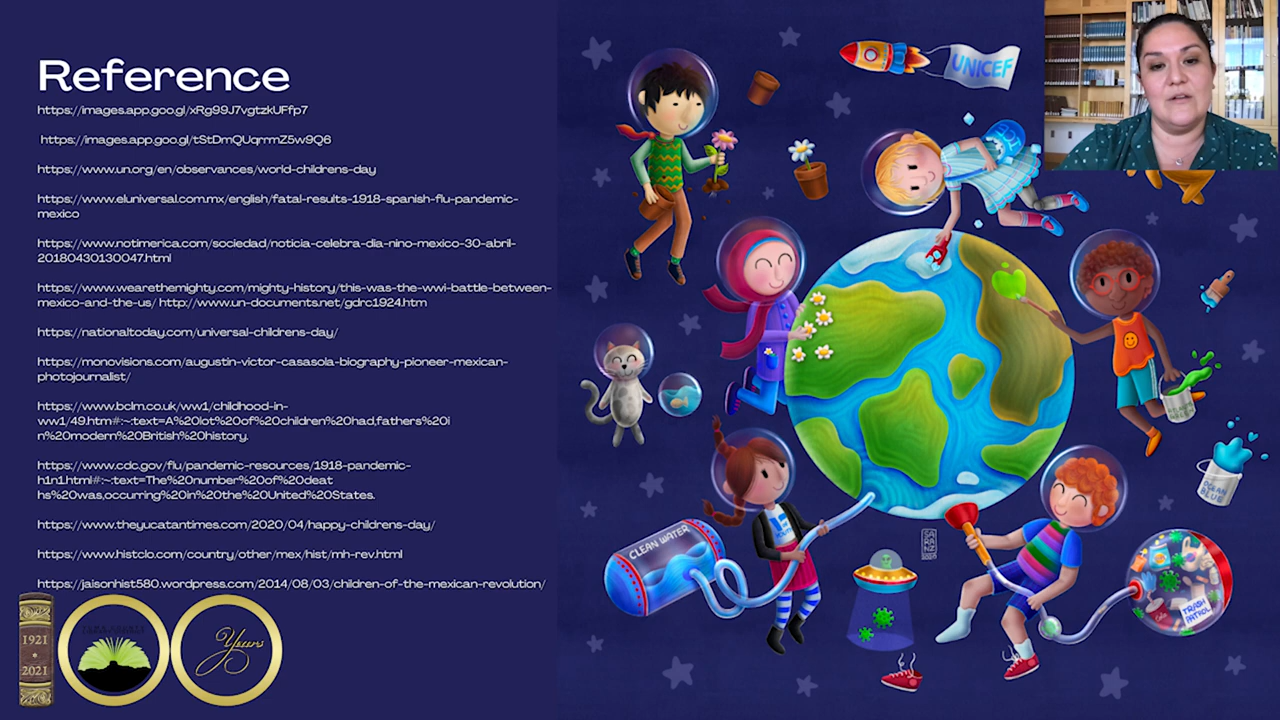 Reference
https://images.app.goo.gl/xRg99J7vgtzkUFfp7
https://images.app.goo.gl/tStDmQUqrrmZ5w9Q6
https://www.un.org/en/observances/world-childrens-day
https://www.eluniversal.com.mx/english/fatal-results-1918-spanish-flu-pandemic-
mexico
https://www.notimerica.com/sociedad/noticia-celebra-dia-nino-mexico-30-abril-
20180430130047.html
https://www.wearethemighty.com/mighty-history/this-was-the-wwi-battle-between-
mexico-and-the-us/ http://www.un-documents.net/gdrc1924.htm
https://nationaltoday.com/universal-childrens-day/
https://monovisions.com/augustin-victor-casasola-biography-pioneer-mexican-
photojournalist/
https://www.bclm.co.uk/ww1/childhood-in-
ww1/49.htm#:~:text=A%20lot%20of%20children%20had,fathers%20i
n%20modern%20British%20history.
https://www.cdc.gov/flu/pandemic-resources/1918-pandemic-
h1n1.html#:~:text=The%20number%20of%20deat
hs%20was,occurring%20in%20the%20United%20States.
https://www.theyucatantimes.com/2020/04/happy-childrens-day/
https://www.histclo.com/country/other/mex/hist/mh-rev.html
https://jaisonhist580.wordpress.com/2014/08/03/children-of-the-mexican-revolution/
1921
2021
Years
UNICEF
ICE
CLEAN WATER
OCEAN
BLUE
TRASH
PATROL